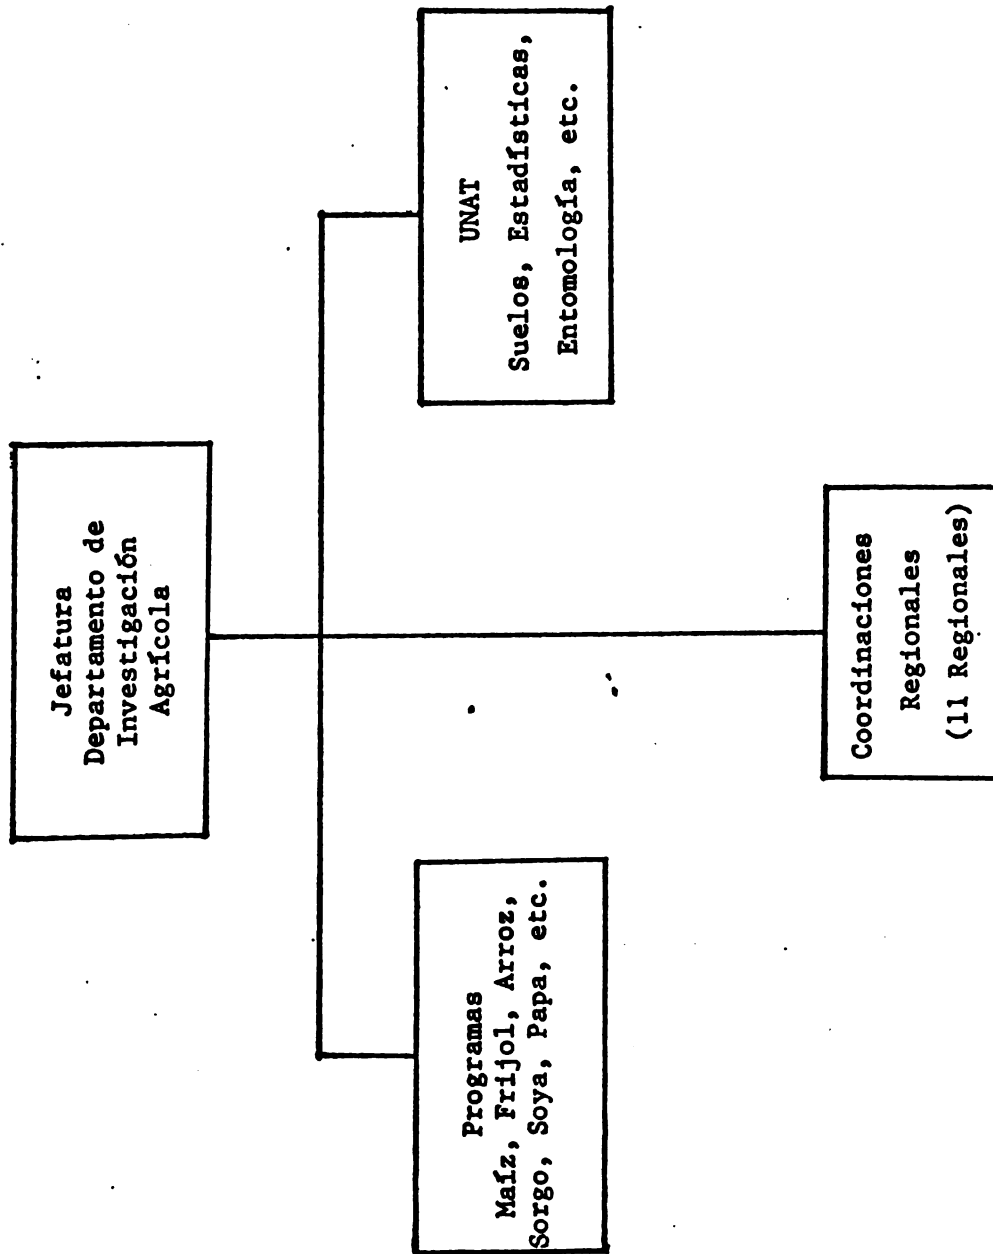 Jefatura
Departamento de
Investigación
Agrícola
Programas
Maíz, Frijol, Arroz,
Sorgo, Soya, Papa, etc.
UNAT
Suelos, Estadísticas,
Entomología, etc.
Coordinaciones
Regionales
(11 Regionales)